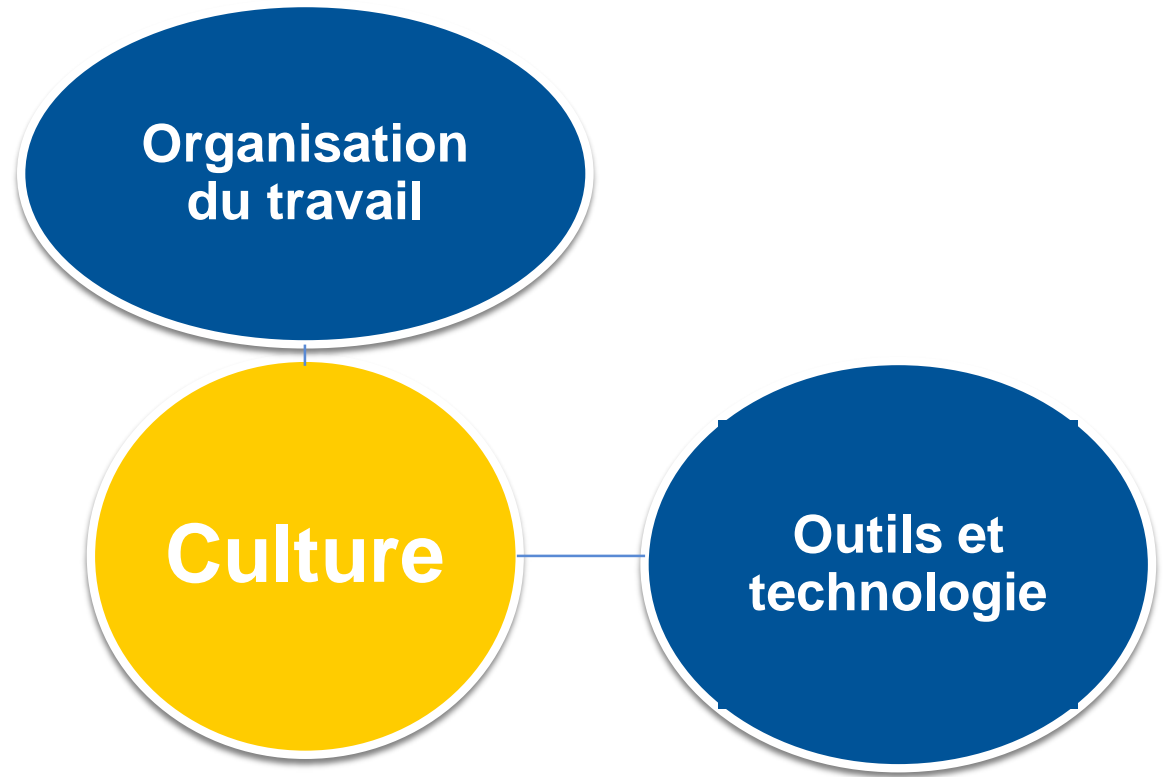 Organisation
du travail
Culture
Outils et
technologie